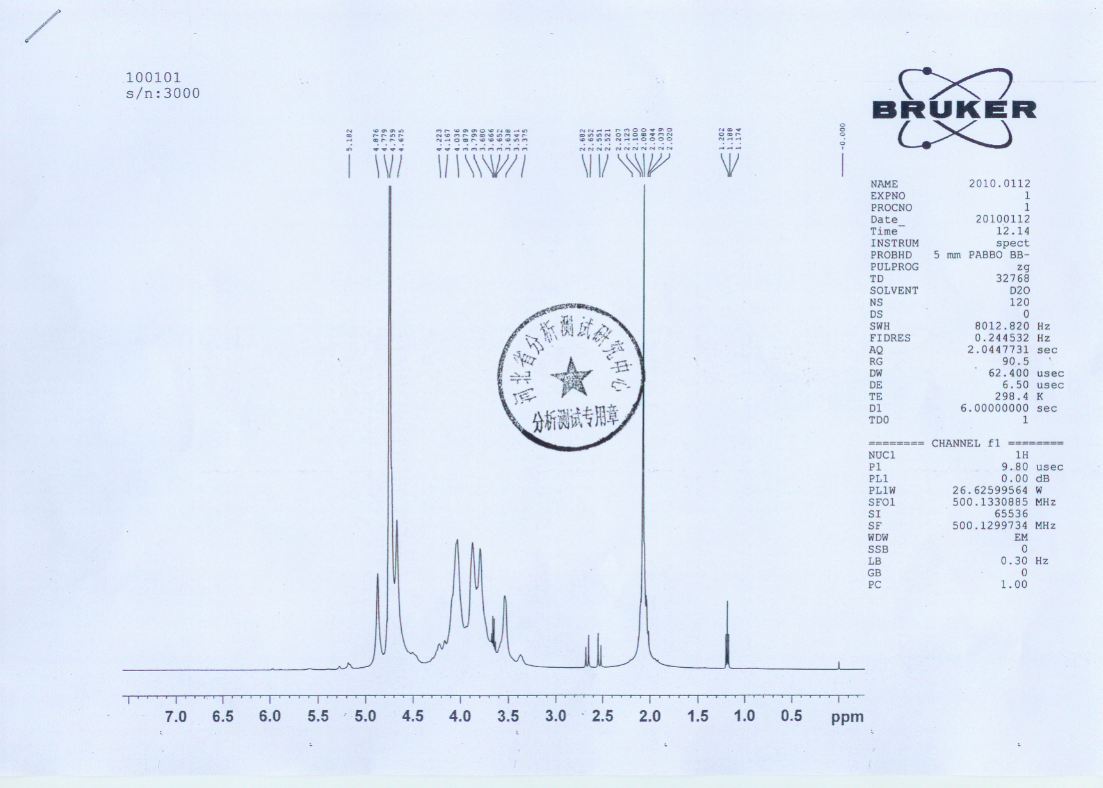 100101
s/n:3000
BRUKER
5.182
4.876
4.779
4.759
4.675
4.223
4.167
4.036
3.879
3.799
3.680
3.666
3.652
3.638
3.541
3.375
2.682
2.652
2.551
2.521
2.207
2.123
2.100
2.080
2.044
2.039
2.020
1.202
1.188
1.174
-0.000
NAME 2010.0112
EXPNO 1
PROCNO 1
Date_ 20100112
Time 12.14
INSTRUM spect
PROBHD 5 mm PABBO BB-
PULPROG zg
TD 32768
SOLVENT D2O
NS 120
DS 0
SWH 8012.820 Hz
FIDRES 0.244532 Hz
AQ 2.0447731 sec
RG 90.5
DW 62.400 usec
DE 6.50 usec
TE 298.4 K
D1 6.00000000 sec
TD0 1
======== CHANNEL f1 ========
NUC1 1H
P1 9.80 usec
PL1 0.00 dB
PL1W 26.62599564 W
SFO1 500.1330885 MHz
SI 65536
SF 500.1299734 MHz
WDW EM
SSB 0
LB 0.30 Hz
GB 0
PC 1.00
河北省分析测试研究中心
分析测试专用章
7.0 6.5 6.0 5.5 5.0 4.5 4.0 3.5 3.0 2.5 2.0 1.5 1.0 0.5 ppm